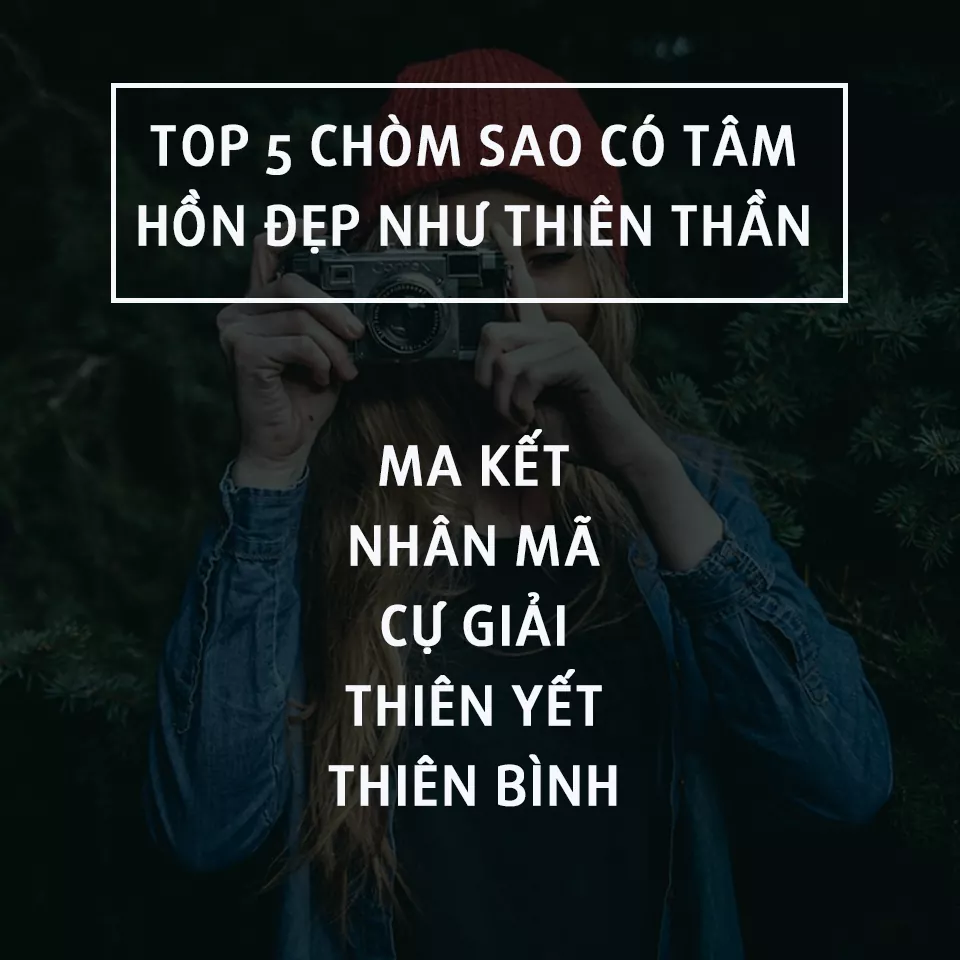 TOP 5 CHÒM SAO CÓ TÂM
HỒN ĐẸP NHƯ THIÊN THẦN
CONTAX
MA KẾT
NHÂN MÃ
CỰ GIẢI
THIÊN YẾT
THIÊN BÌNH